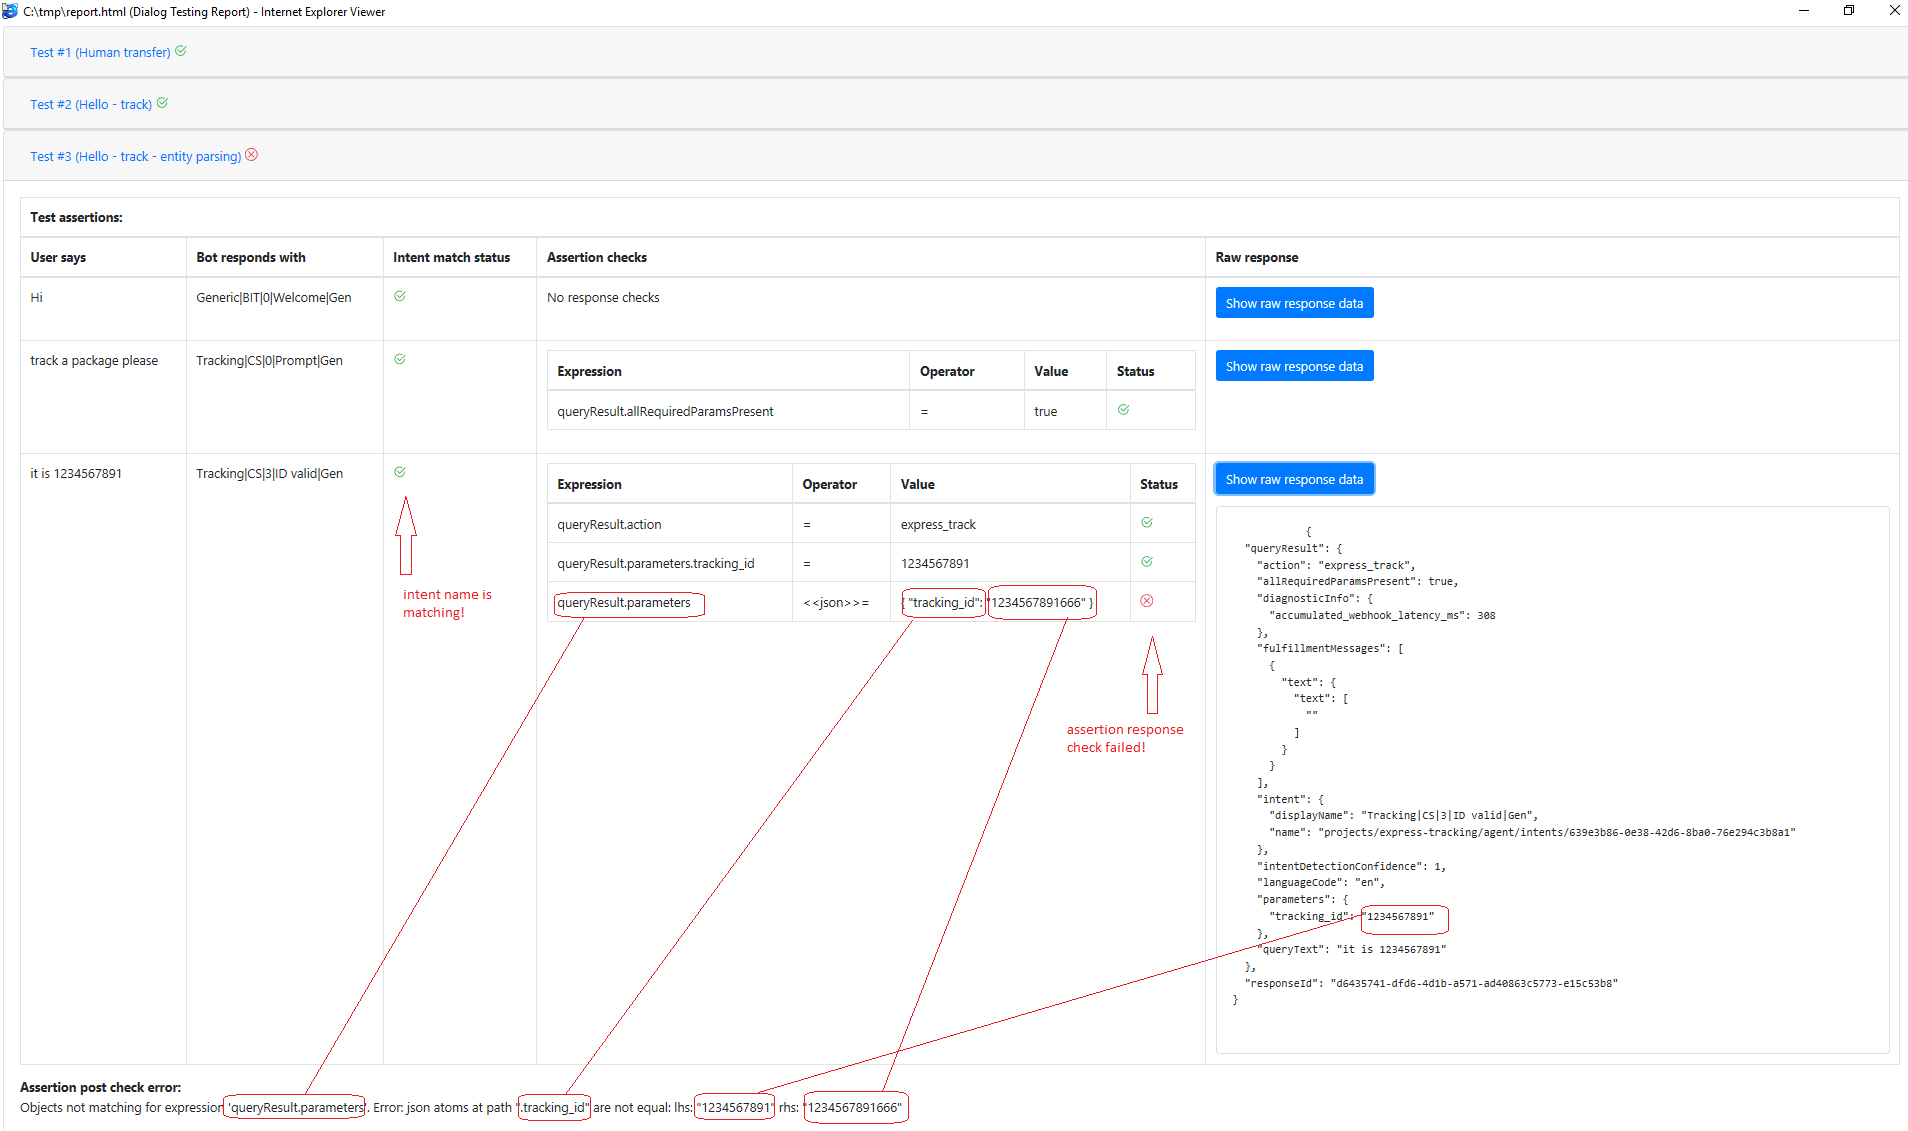 C:\tmp\report.html (Dialog Testing Report) - Internet Explorer Viewer
Test #1 (Human transfer)
Test #2 (Hello - track)
Test #3 (Hello - track - entity parsing)
Test assertions:
User says Bot responds with Intent match status Assertion checks Raw response
Hi Generic|BIT|0|Welcome|Gen No response checks Show raw response data
track a package please Tracking|CS|0|Prompt|Gen Show raw response data
Expression Operator Value Status
queryResult.allRequiredParamsPresent = true
it is 1234567891 Tracking|CS|3|ID valid|Gen Show raw response data
Expression Operator Value Status
queryResult.action = express_track
queryResult.parameters.tracking_id = 1234567891
queryResult.parameters <<json>>= { "tracking_id": "1234567891666" }
intent name is
matching!
assertion response
check failed!
{
"queryResult": {
"action": "express_track",
"allRequiredParamsPresent": true,
"diagnosticInfo": {
"accumulated_webhook_latency_ms": 308
},
"fulfillmentMessages": [
{
"text": {
"text": [
""
]
}
}
],
"intent": {
"displayName": "Tracking|CS|3|ID valid|Gen",
"name": "projects/express-tracking/agent/intents/639e3b86-0e38-42d6-8ba0-76e294c3b8a1"
},
"intentDetectionConfidence": 1,
"languageCode": "en",
"parameters": {
"tracking_id": "1234567891"
},
"queryText": "it is 1234567891"
},
"responseId": "d6435741-dfd6-4d1b-a571-ad40863c5773-e15c53b8"
}
Assertion post check error:
Objects not matching for expression 'queryResult.parameters'. Error: json atoms at path ".tracking_id" are not equal: lhs: "1234567891" rhs: "1234567891666"